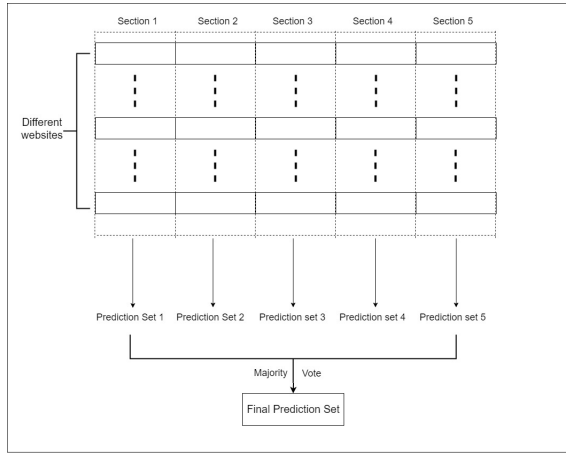 Section 1 Section 2 Section 3 Section 4 Section 5
Different
websites
Prediction Set 1 Prediction Set 2 Prediction set 3 Prediction set 4 Prediction set 5
Majority Vote
Final Prediction Set